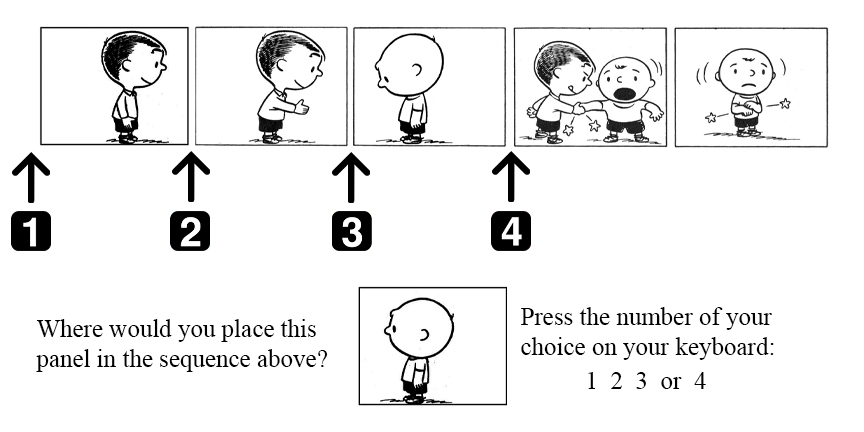 1 2 3 4
Where would you place this
panel in the sequence above?
Press the number of your
choice on your keyboard:
1 2 3 or 4